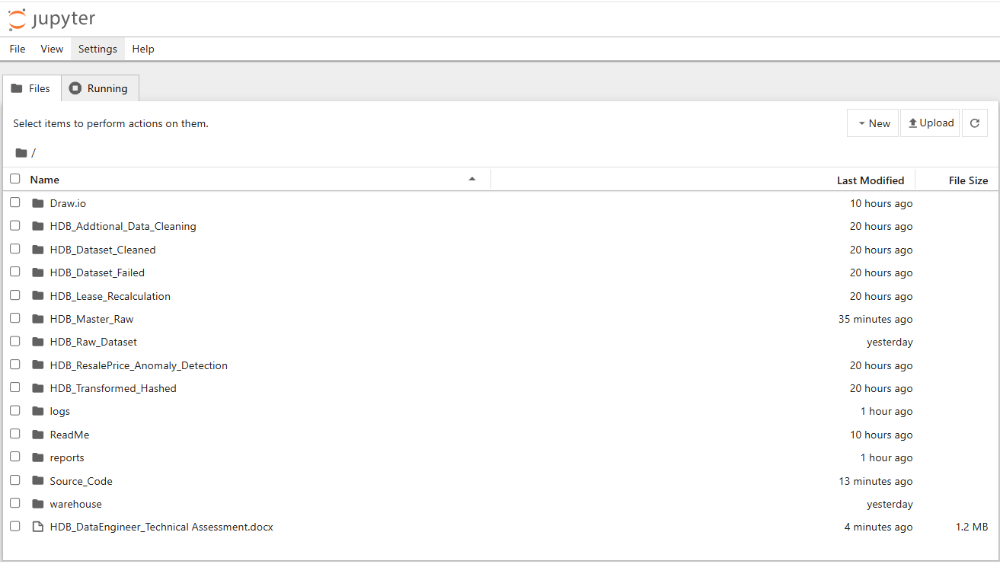 jupyter
File View Settings Help
Files Running
Select items to perform actions on them. New Upload
/
Name Last Modified File Size
Draw.io 10 hours ago
HDB_Addtional_Data_Cleaning 20 hours ago
HDB_Dataset_Cleaned 20 hours ago
HDB_Dataset_Failed 20 hours ago
HDB_Lease_Recalculation 20 hours ago
HDB_Master_Raw 35 minutes ago
HDB_Raw_Dataset yesterday
HDB_ResalePrice_Anomaly_Detection 20 hours ago
HDB_Transformed_Hashed 20 hours ago
logs 1 hour ago
ReadMe 10 hours ago
reports 1 hour ago
Source_Code 13 minutes ago
warehouse yesterday
HDB_DataEngineer_Technical Assessment.docx 4 minutes ago 1.2 MB